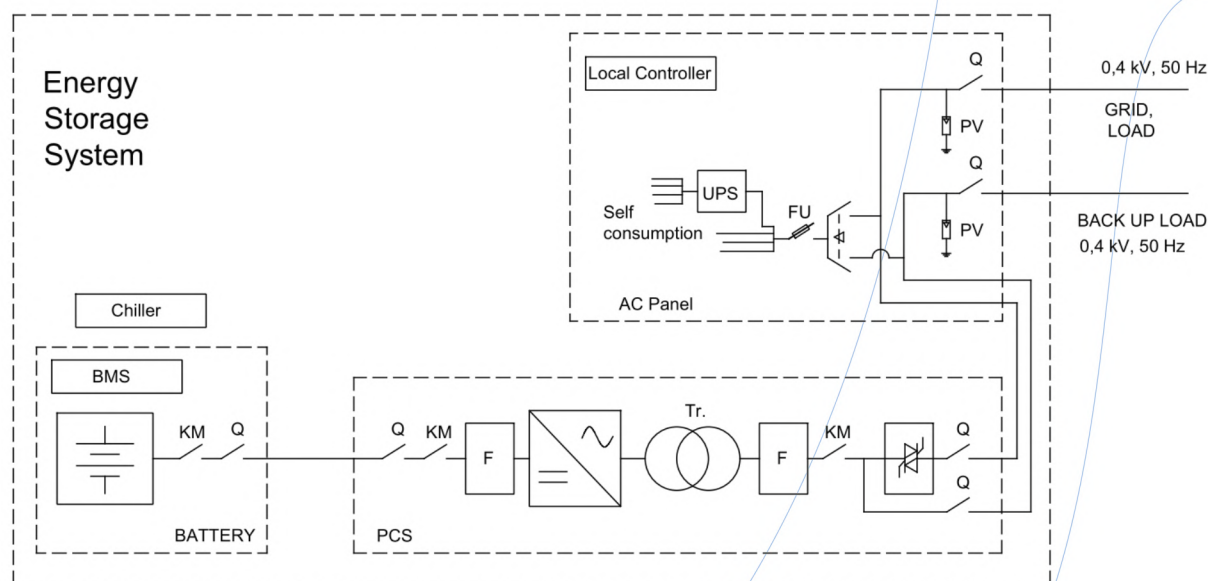 Energy
Storage
System
Local Controller
Q
0,4 kV, 50 Hz
GRID,
LOAD
PV
Q
UPS
Self
consumption
FU
BACK UP LOAD
0,4 kV, 50 Hz
PV
AC Panel
Chiller
BMS
KM
Q
BATTERY
Q
KM
F
Tr.
F
KM
Q
Q
PCS